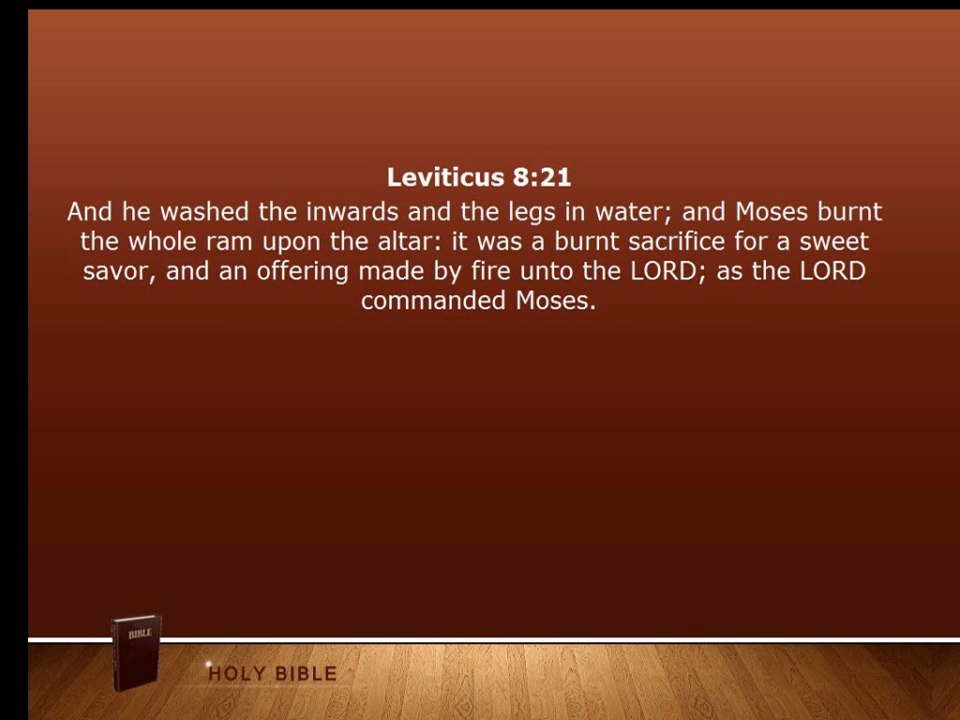 Leviticus 8:21
And he washed the inwards and the legs in water; and Moses burnt
the whole ram upon the altar: it was a burnt sacrifice for a sweet
savor, and an offering made by fire unto the LORD; as the LORD
commanded Moses.
BIBLE
HOLY BIBLE